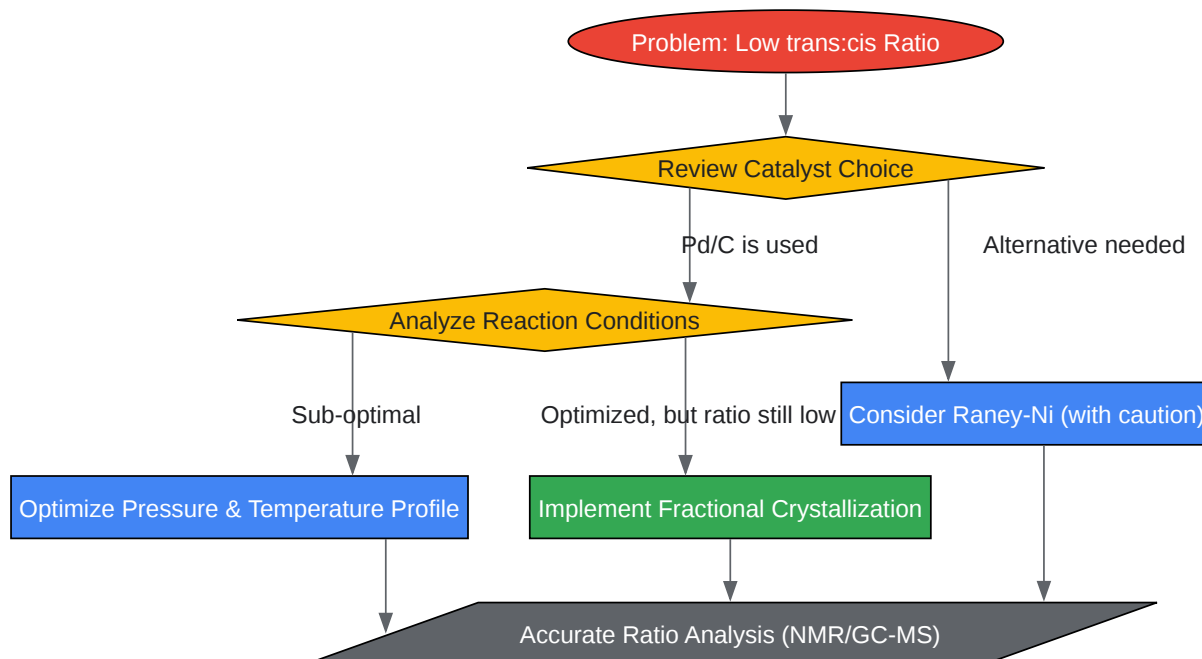 Problem: Low trans:cis Ratio
Review Catalyst Choice
Pd/C is used
Alternative needed
Analyze Reaction Conditions
Sub-optimal
Optimized, but ratio still low
Consider Raney-Ni (with caution)
Optimize Pressure & Temperature Profile
Implement Fractional Crystallization
Accurate Ratio Analysis (NMR/GC-MS)